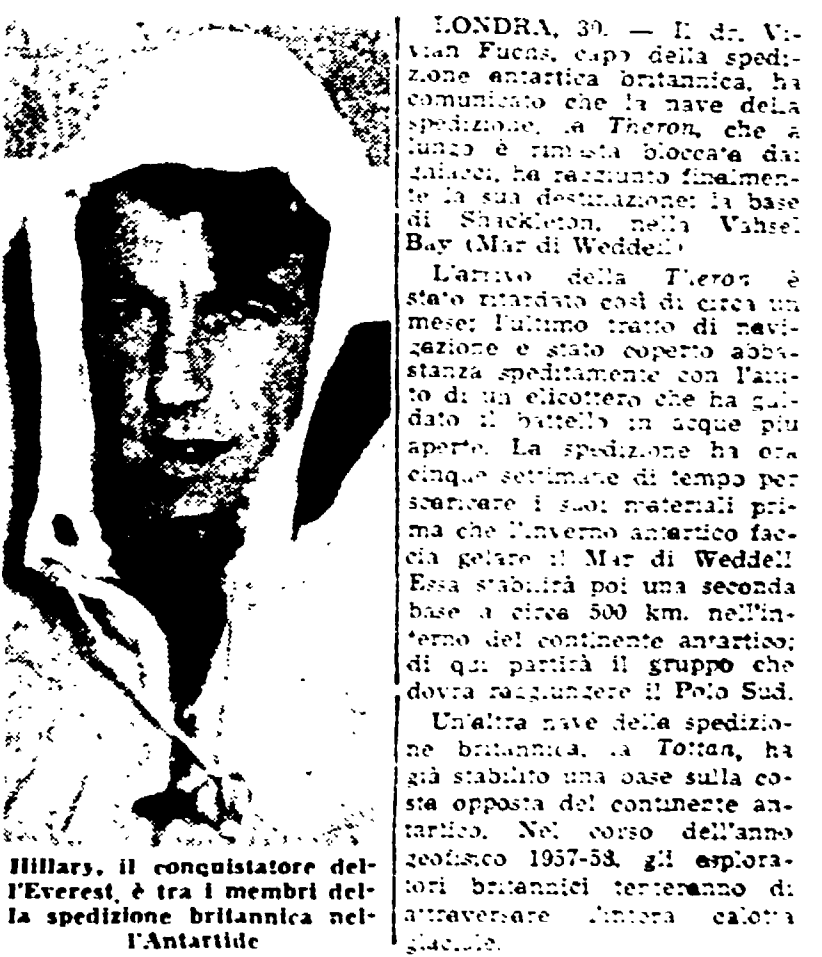 LONDRA, 30. — Il dr. Vi-
vian Fuchs, capo della spedi-
zione antartica britannica, ha
comunicato che la nave della
spedizione, la Theron, che a
lungo è rimasta bloccata dai
ghiacci, ha raggiunto finalmen-
te la sua destinazione: la base
di Shackleton, nella Vahsel
Bay (Mar di Weddell)
L'arrivo della Theron è
stato ritardato così di circa un
mese; l'ultimo tratto di navi-
gazione è stato coperto abba-
stanza speditamente con l'aiu-
to di un elicottero che ha gui-
dato il battello in acque più
aperte. La spedizione ha ora
cinque settimane di tempo per
scaricare i suoi materiali pri-
ma che l'inverno antartico fac-
cia gelare il Mar di Weddell
Essa stabilirà poi una seconda
base a circa 500 km. nell'in-
terno del continente antartico;
di qui partirà il gruppo che
dovrà raggiungere il Polo Sud.
Un'altra nave della spedizio-
ne britannica, la Tottan, ha
già stabilito una base sulla co-
sta opposta del continente an-
tartico. Nel corso dell'anno
geofisico 1957-58, gli esplora-
tori britannici tenteranno di
attraversare l'intera calotta
glaciale.
Hillary, il conquistatore del-
l'Everest, è tra i membri del-
la spedizione britannica nel-
l'Antartide